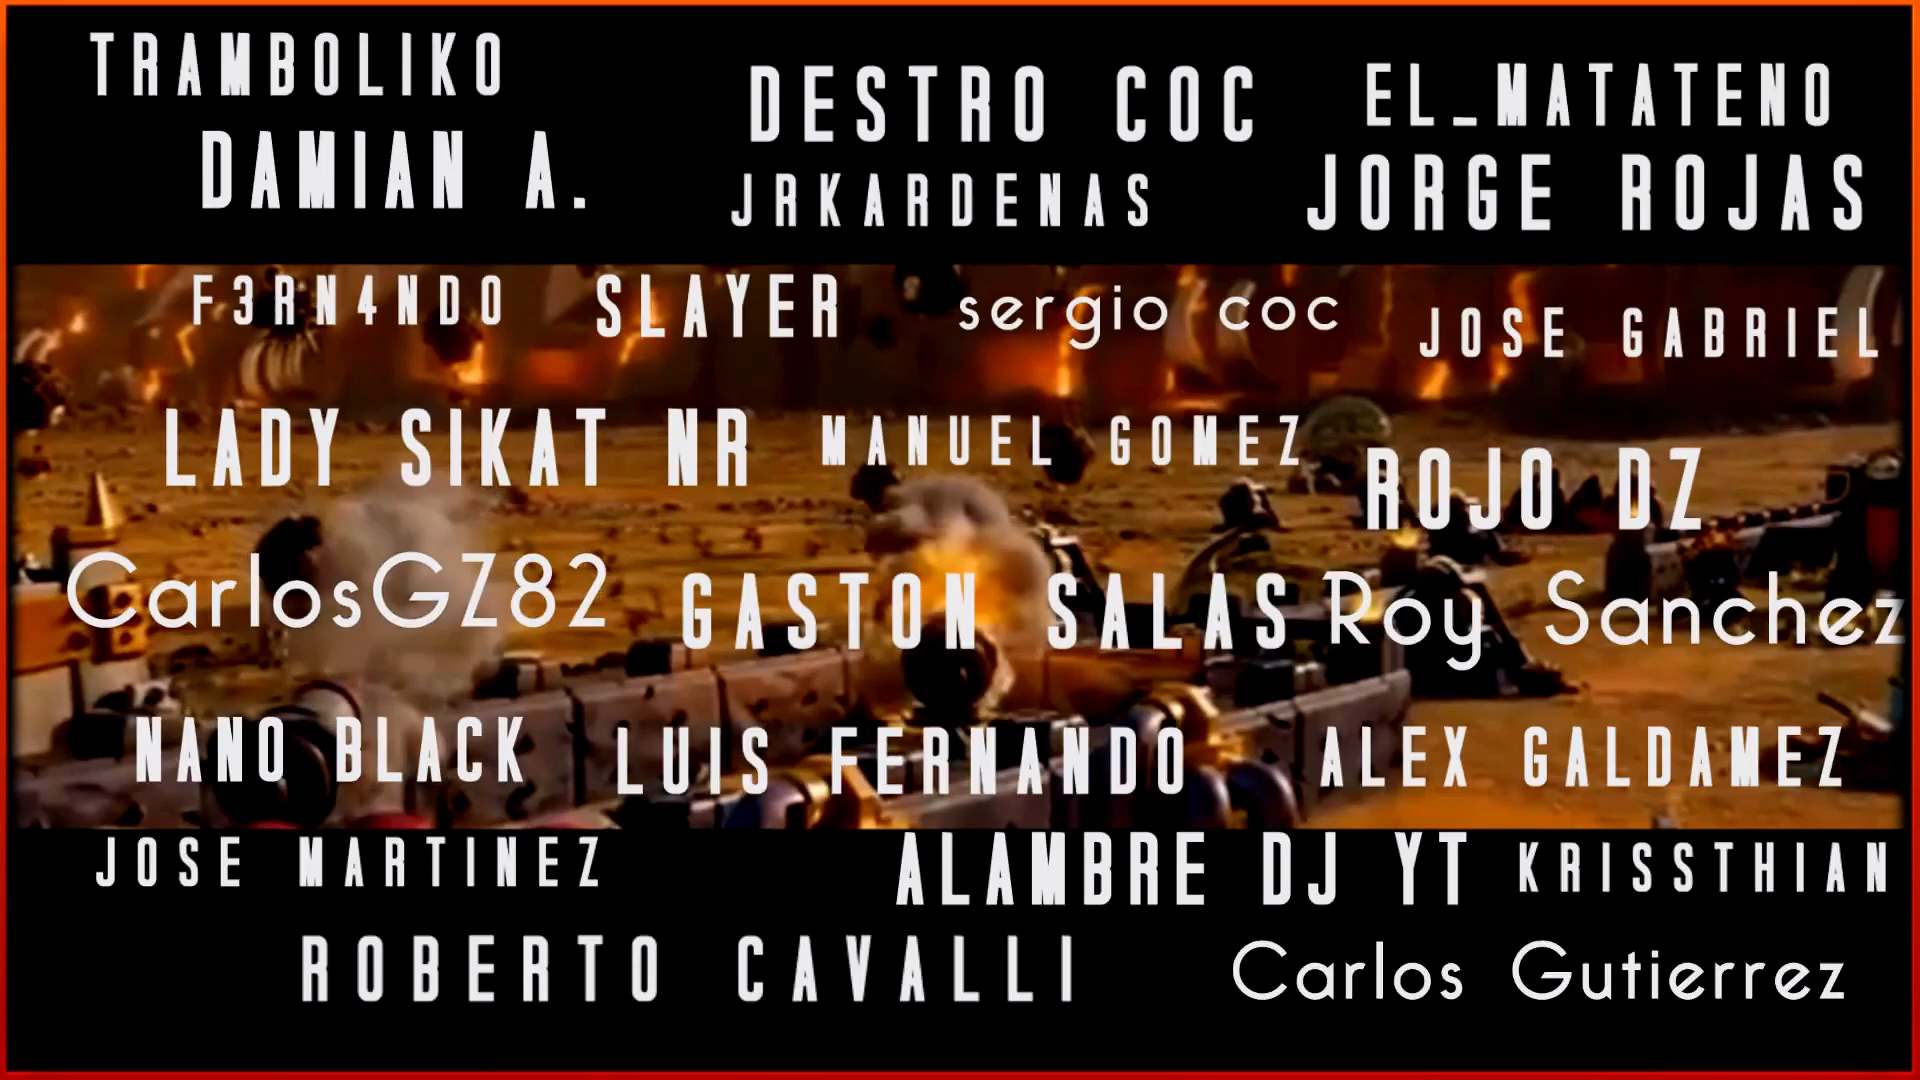 TRAMBOLIKO
DAMIAN A.
DESTRO COC
JRKARDENAS
EL_MATATENO
JORGE ROJAS
F3RN4NDO
SLAYER
sergio coc
JOSE GABRIEL
LADY SIKAT NR
MANUEL GOMEZ
ROJO DZ
CarlosGZ82
GASTON SALAS
Roy Sanchez
NANO BLACK
LUIS FERNANDO
ALEX GALDAMEZ
JOSE MARTINEZ
ALAMBRE DJ YT
KRISSTHIAN
ROBERTO CAVALLI
Carlos Gutierrez